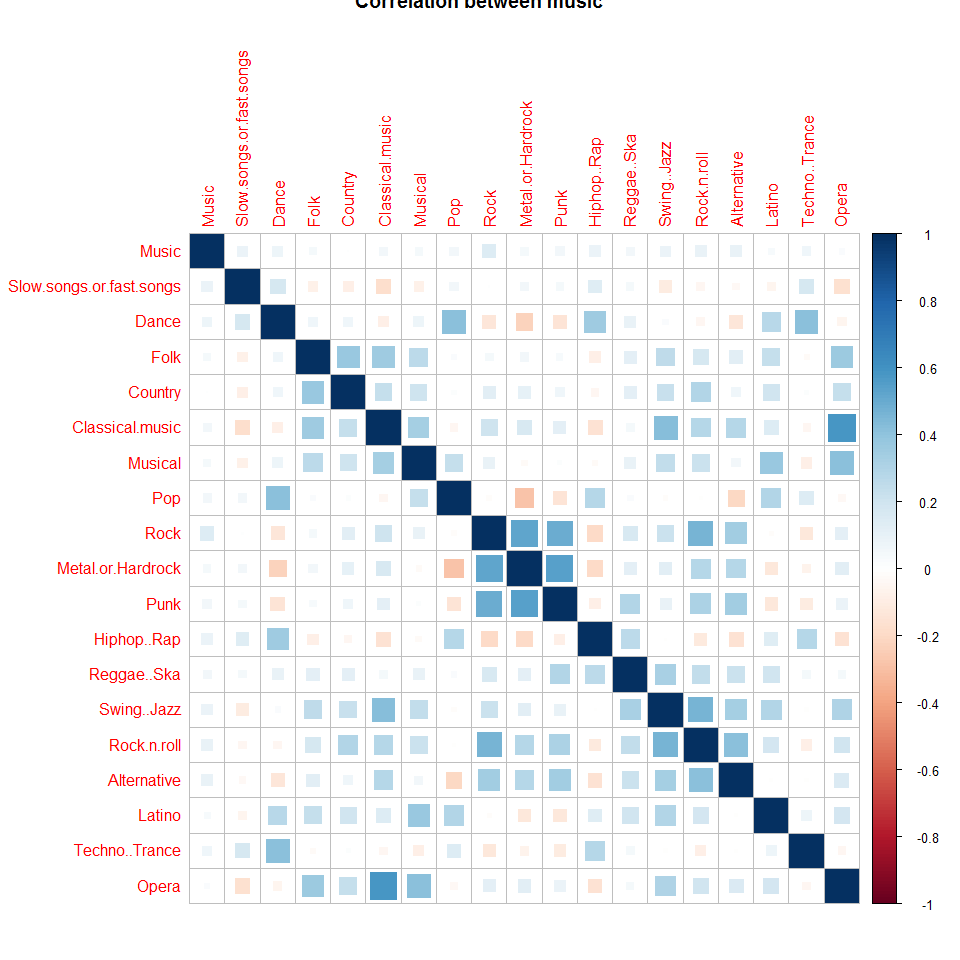 Correlation between music
Music
Slow.songs.or.fast.songs
Dance
Folk
Country
Classical.music
Musical
Pop
Rock
Metal.or.Hardrock
Punk
Hiphop..Rap
Reggae..Ska
Swing..Jazz
Rock.n.roll
Alternative
Latino
Techno..Trance
Opera
Music
Slow.songs.or.fast.songs
Dance
Folk
Country
Classical.music
Musical
Pop
Rock
Metal.or.Hardrock
Punk
Hiphop..Rap
Reggae..Ska
Swing..Jazz
Rock.n.roll
Alternative
Latino
Techno..Trance
Opera
1
0.8
0.6
0.4
0.2
0
-0.2
-0.4
-0.6
-0.8
-1